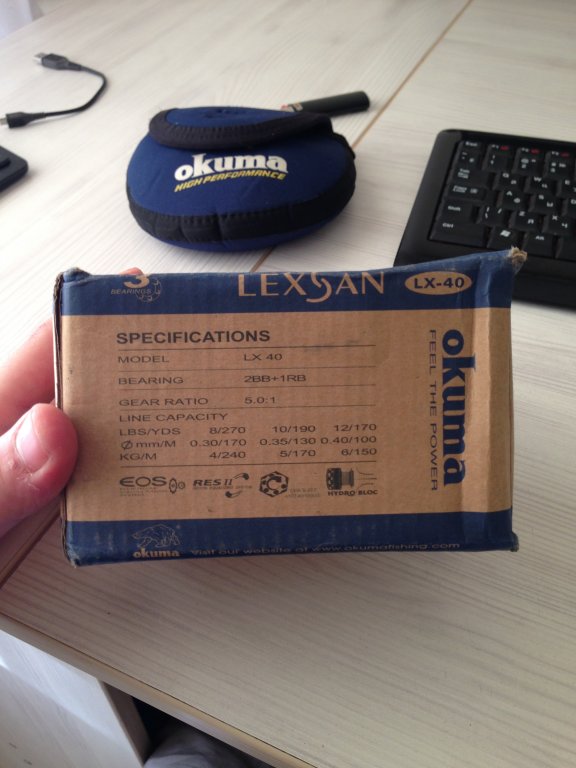 okuma
HIGH PERFORMANCE
3
BEARINGS
LEXSAN
LX-40
SPECIFICATIONS
MODEL LX 40
BEARING 2BB+1RB
GEAR RATIO 5.0:1
LINE CAPACITY
LBS/YDS 8/270 10/190 12/170
Ø mm/M 0.30/170 0.35/130 0.40/100
KG/M 4/240 5/170 6/150
EOS RES II HYDRO BLOC
okuma
FEEL THE POWER
okuma Visit our website at www.okumafishing.com